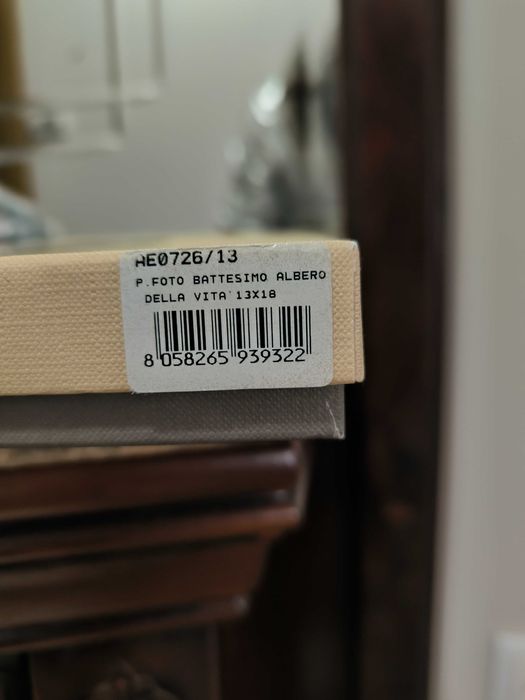 AE0726/13
P.FOTO BATTESIMO ALBERO
DELLA VITA' 13X18
8 058265 939322